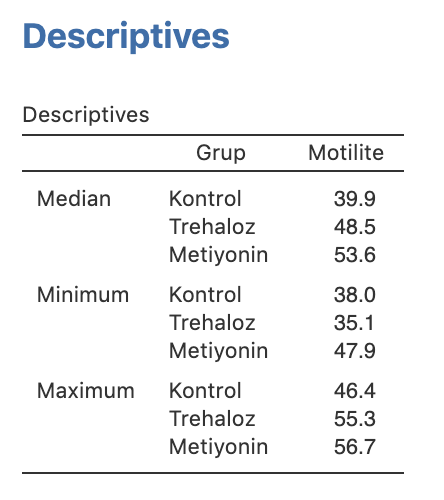 Descriptives
Descriptives
Grup Motilite
Median Kontrol 39.9
Trehaloz 48.5
Metiyonin 53.6
Minimum Kontrol 38.0
Trehaloz 35.1
Metiyonin 47.9
Maximum Kontrol 46.4
Trehaloz 55.3
Metiyonin 56.7